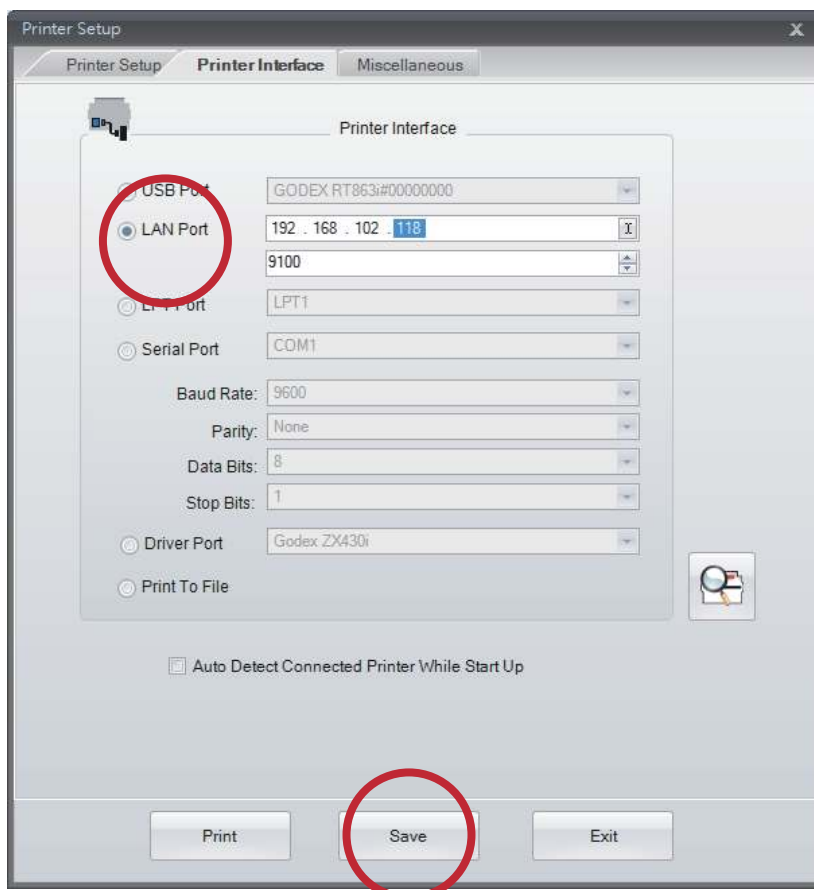 Printer Setup X
Printer Setup Printer Interface Miscellaneous
Printer Interface
USB Port GODEX RT863i#00000000
LAN Port 192 . 168 . 102 . 118
9100
LPT Port LPT1
Serial Port COM1
Baud Rate: 9600
Parity: None
Data Bits: 8
Stop Bits: 1
Driver Port Godex ZX430i
Print To File
Auto Detect Connected Printer While Start Up
Print Save Exit